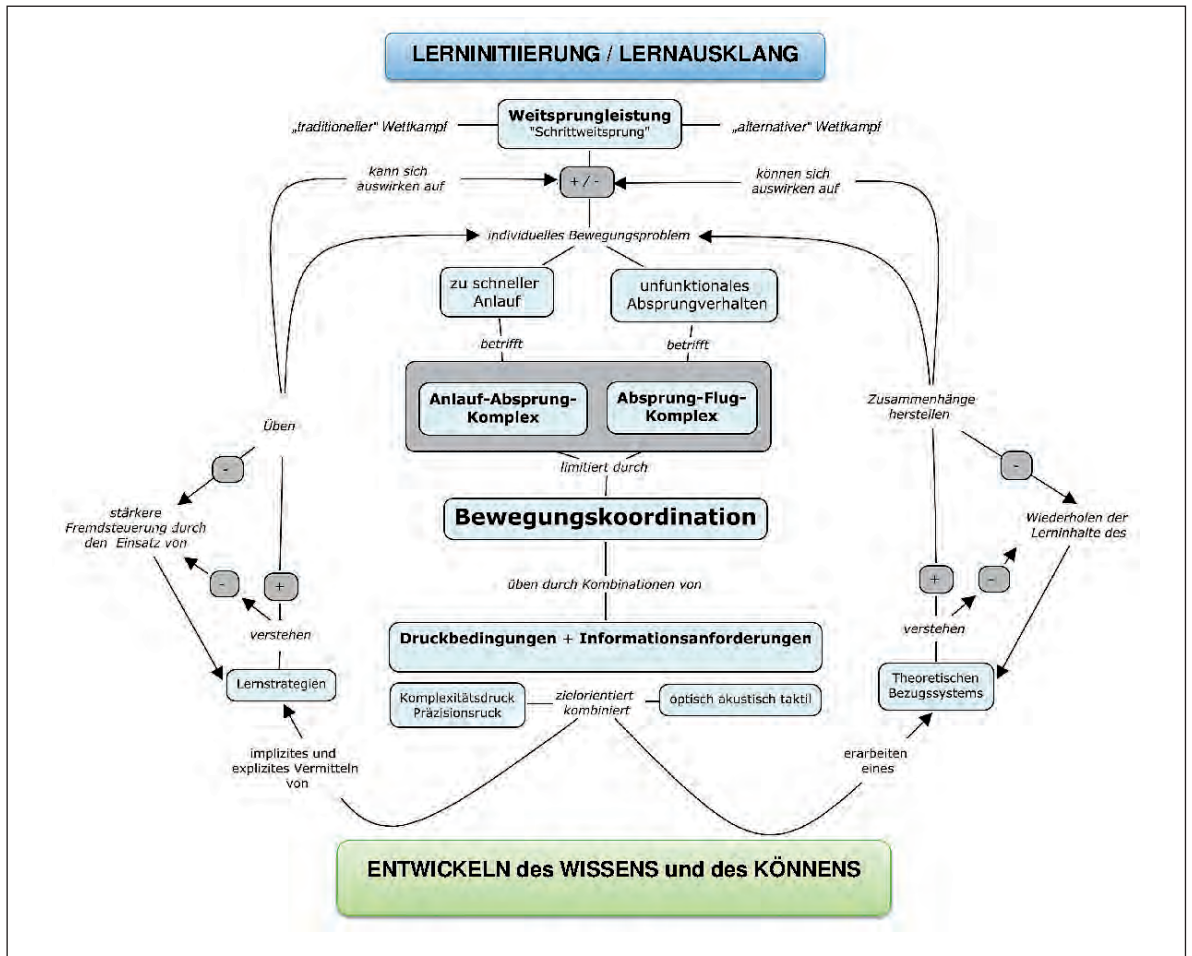 LERNINITIIERUNG / LERNAUSKLANG
Weitsprungleistung
"Schrittweitsprung"
„traditioneller" Wettkampf
„alternativer" Wettkampf
kann sich
auswirken auf
+ / -
können sich
auswirken auf
individuelles Bewegungsproblem
zu schneller
Anlauf
unfunktionales
Absprungverhalten
betrifft
betrifft
Anlauf-Absprung-
Komplex
Absprung-Flug-
Komplex
Üben
Zusammenhänge
herstellen
limitiert durch
-
-
Bewegungskoordination
stärkere
Fremdsteuerung durch
den Einsatz von
Wiederholen der
Lerninhalte des
-
+
üben durch Kombinationen von
+
-
verstehen
verstehen
Druckbedingungen + Informationsanforderungen
Lernstrategien
Theoretischen
Bezugssystems
Komplexitätsdruck
Präzisionsruck
zielorientiert
kombiniert
optisch akustisch taktil
implizites und
explizites Vermitteln
von
erarbeiten
eines
ENTWICKELN des WISSENS und des KÖNNENS